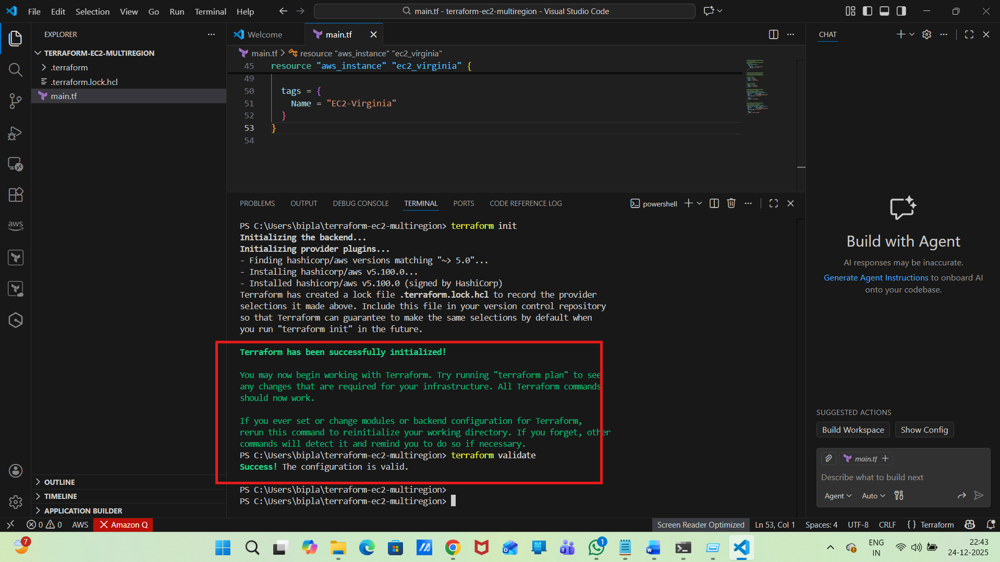 File Edit Selection View Go Run Terminal Help
main.tf - terraform-ec2-multiregion - Visual Studio Code
EXPLORER
TERRAFORM-EC2-MULTIREGION
.terraform
.terraform.lock.hcl
main.tf
aws
OUTLINE
TIMELINE
APPLICATION BUILDER
Welcome
main.tf
main.tf > resource "aws_instance" "ec2_virginia"
45 resource "aws_instance" "ec2_virginia" {
49
50 tags = {
51 Name = "EC2-Virginia"
52 }
53 }
54
PROBLEMS OUTPUT DEBUG CONSOLE TERMINAL PORTS CODE REFERENCE LOG
powershell
PS C:\Users\bipla\terraform-ec2-multiregion> terraform init
Initializing the backend...
Initializing provider plugins...
- Finding hashicorp/aws versions matching "~> 5.0"...
- Installing hashicorp/aws v5.100.0...
- Installed hashicorp/aws v5.100.0 (signed by HashiCorp)
Terraform has created a lock file .terraform.lock.hcl to record the provider
selections it made above. Include this file in your version control repository
so that Terraform can guarantee to make the same selections by default when
you run "terraform init" in the future.
Terraform has been successfully initialized!
You may now begin working with Terraform. Try running "terraform plan" to see
any changes that are required for your infrastructure. All Terraform commands
should now work.
If you ever set or change modules or backend configuration for Terraform,
rerun this command to reinitialize your working directory. If you forget, other
commands will detect it and remind you to do so if necessary.
PS C:\Users\bipla\terraform-ec2-multiregion> terraform validate
Success! The configuration is valid.
PS C:\Users\bipla\terraform-ec2-multiregion>
PS C:\Users\bipla\terraform-ec2-multiregion>
CHAT
Build with Agent
AI responses may be inaccurate.
Generate Agent Instructions to onboard AI
onto your codebase.
SUGGESTED ACTIONS
Build Workspace Show Config
main.tf
Describe what to build next
Agent Auto
0 0 AWS Amazon Q
Screen Reader Optimized Ln 53, Col 1 Spaces: 4 UTF-8 CRLF { } Terraform
7
1
ENG
IN
22:43
24-12-2025